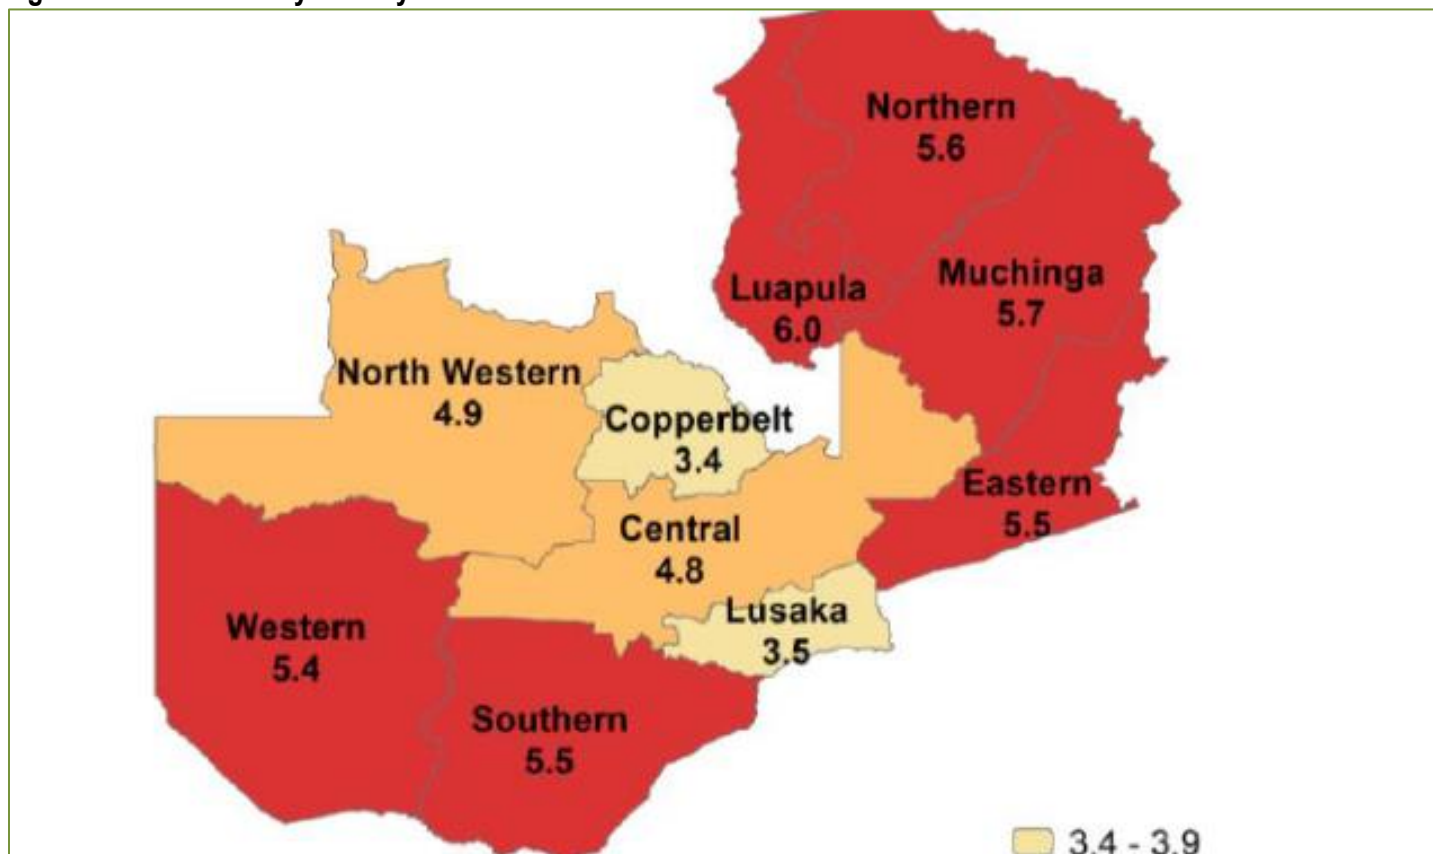 Northern
5.6
Muchinga
5.7
Luapula
6.0
North Western
4.9
Copperbelt
3.4
Eastern
5.5
Central
4.8
Lusaka
3.5
Western
5.4
Southern
5.5
3.4 - 3.9